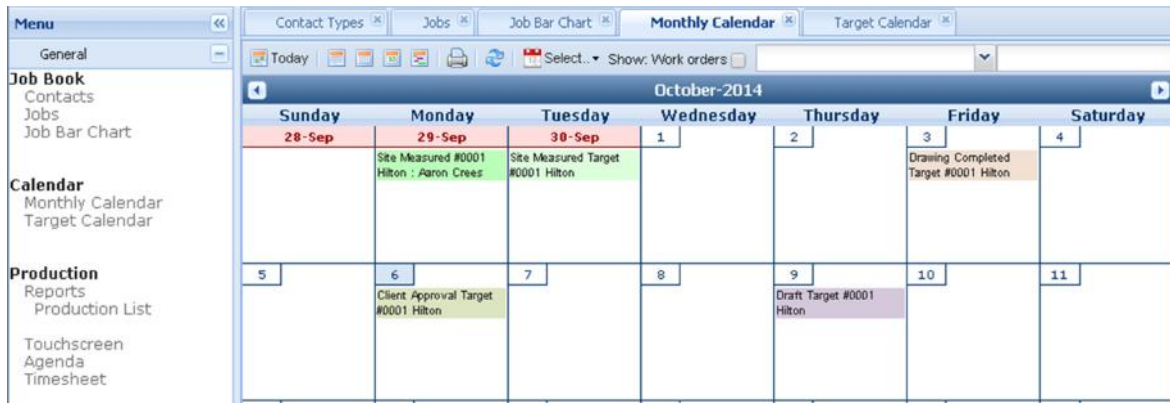 Menu
General
Job Book
Contacts
Jobs
Job Bar Chart
Calendar
Monthly Calendar
Target Calendar
Production
Reports
Production List
Touchscreen
Agenda
Timesheet
Contact Types Jobs Job Bar Chart Monthly Calendar Target Calendar
Today Select.. Show: Work orders
October-2014
Sunday Monday Tuesday Wednesday Thursday Friday Saturday
28-Sep 29-Sep 30-Sep 1 2 3 4
Site Measured #0001
Hilton : Aaron Crees
Site Measured Target
#0001 Hilton
Drawing Completed
Target #0001 Hilton
5 6 7 8 9 10 11
Client Approval Target
#0001 Hilton
Draft Target #0001
Hilton